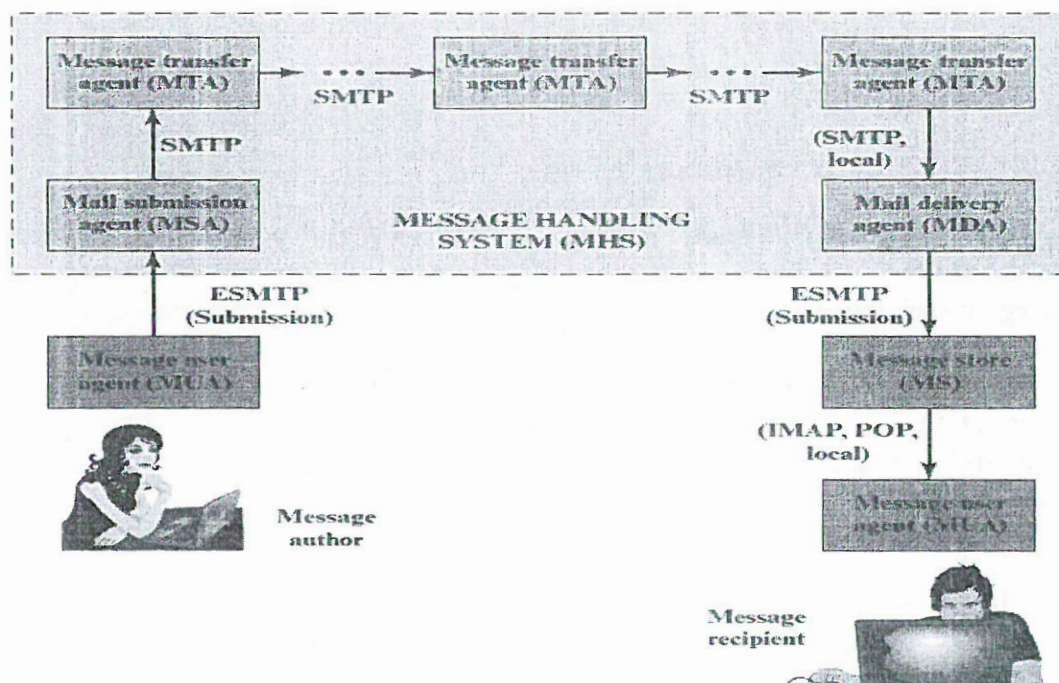 Message transfer
agent (MTA)
SMTP
Message transfer
agent (MTA)
SMTP
Message transfer
agent (MTA)
SMTP
(SMTP,
local)
Mail submission
agent (MSA)
MESSAGE HANDLING
SYSTEM (MHS)
Mail delivery
agent (MDA)
ESMTP
(Submission)
ESMTP
(Submission)
Message user
agent (MUA)
Message store
(MS)
(IMAP, POP,
local)
Message user
agent (MUA)
Message
author
Message
recipient